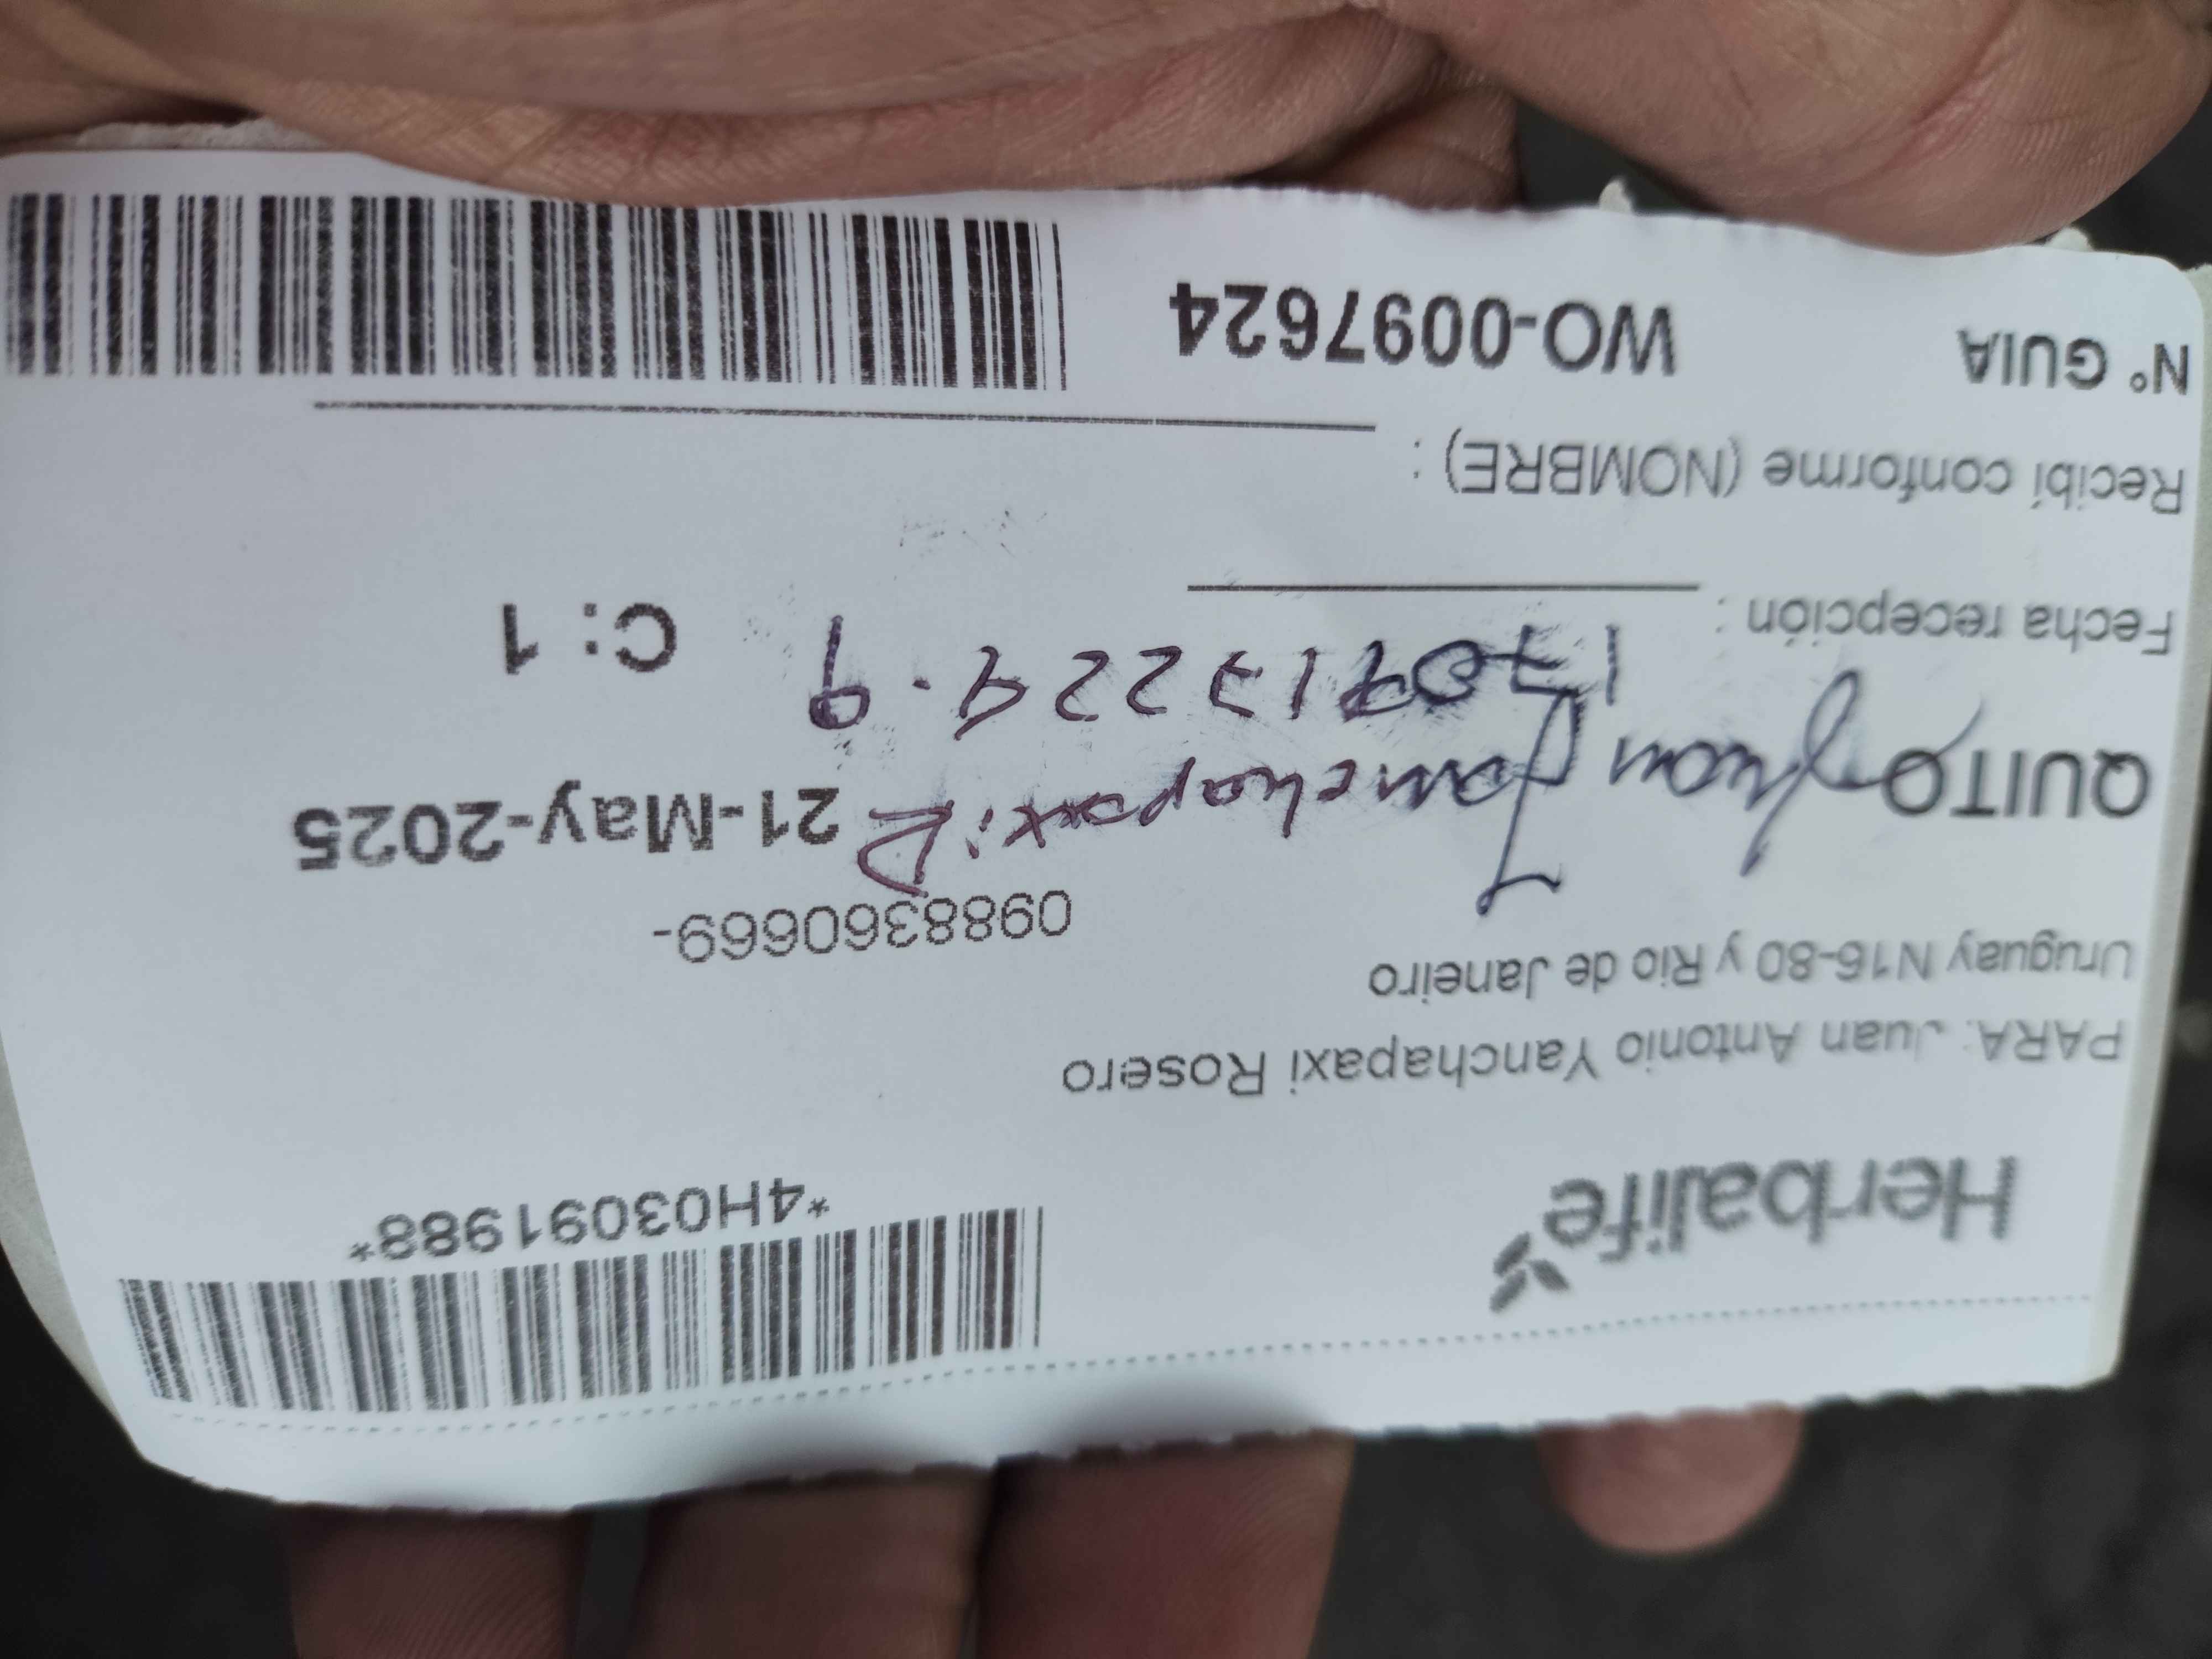 *4H03091988*
Herbalife
PARA: Juan Antonio Yanchapaxi Rosero
Uruguay N16-80 y Rio de Janeiro
0988360669-
QUITO 21-May-2025
Juan Yanchapaxi R
C: 1
Fecha recepción :
Recibí conforme (NOMBRE) :
N° GUIA WO-0097624